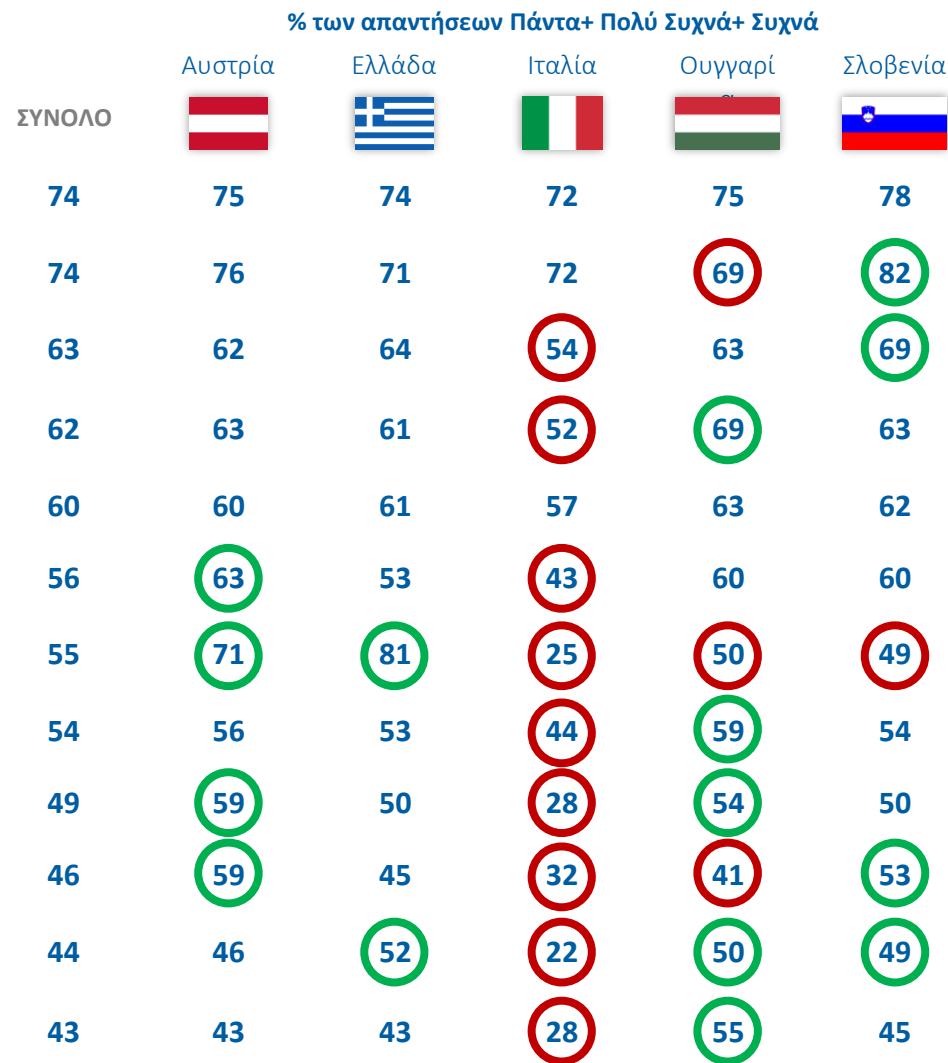 % των απαντήσεων Πάντα+ Πολύ Συχνά+ Συχνά
Αυστρία Ελλάδα Ιταλία Ουγγαρί Σλοβενία
ΣΥΝΟΛΟ
74 75 74 72 75 78
74 76 71 72 69 82
63 62 64 54 63 69
62 63 61 52 69 63
60 60 61 57 63 62
56 63 53 43 60 60
55 71 81 25 50 49
54 56 53 44 59 54
49 59 50 28 54 50
46 59 45 32 41 53
44 46 52 22 50 49
43 43 43 28 55 45